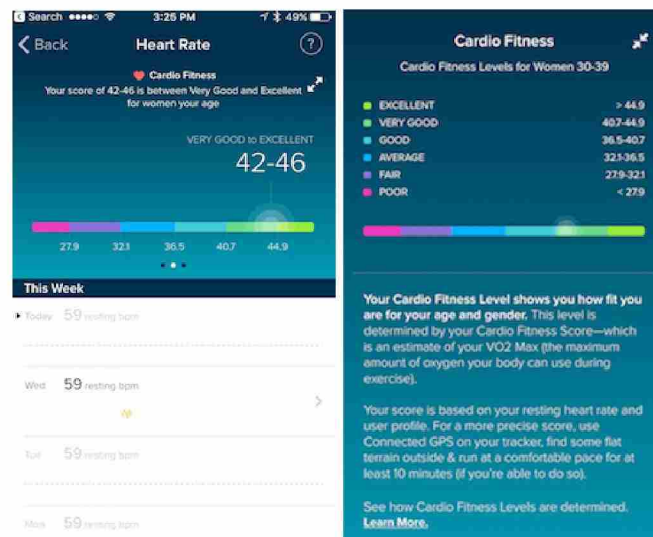 Search 3:25 PM 49%
Back Heart Rate ?
Cardio Fitness
Your score of 42-46 is between Very Good and Excellent
for women your age
VERY GOOD to EXCELLENT
42-46
27.9 32.1 36.5 40.7 44.9
This Week
Today 59 resting bpm
Wed 59 resting bpm
Tue 59 resting bpm
Mon 59 resting bpm
Cardio Fitness
Cardio Fitness Levels for Women 30-39
EXCELLENT > 44.9
VERY GOOD 40.7-44.9
GOOD 36.5-40.7
AVERAGE 32.1-36.5
FAIR 27.9-32.1
POOR < 27.9
Your Cardio Fitness Level shows you how fit you
are for your age and gender. This level is
determined by your Cardio Fitness Score—which
is an estimate of your VO2 Max (the maximum
amount of oxygen your body can use during
exercise).
Your score is based on your resting heart rate and
user profile. For a more precise score, use
Connected GPS on your tracker, find some flat
terrain outside & run at a comfortable pace for at
least 10 minutes (if you're able to do so).
See how Cardio Fitness Levels are determined.
Learn More.